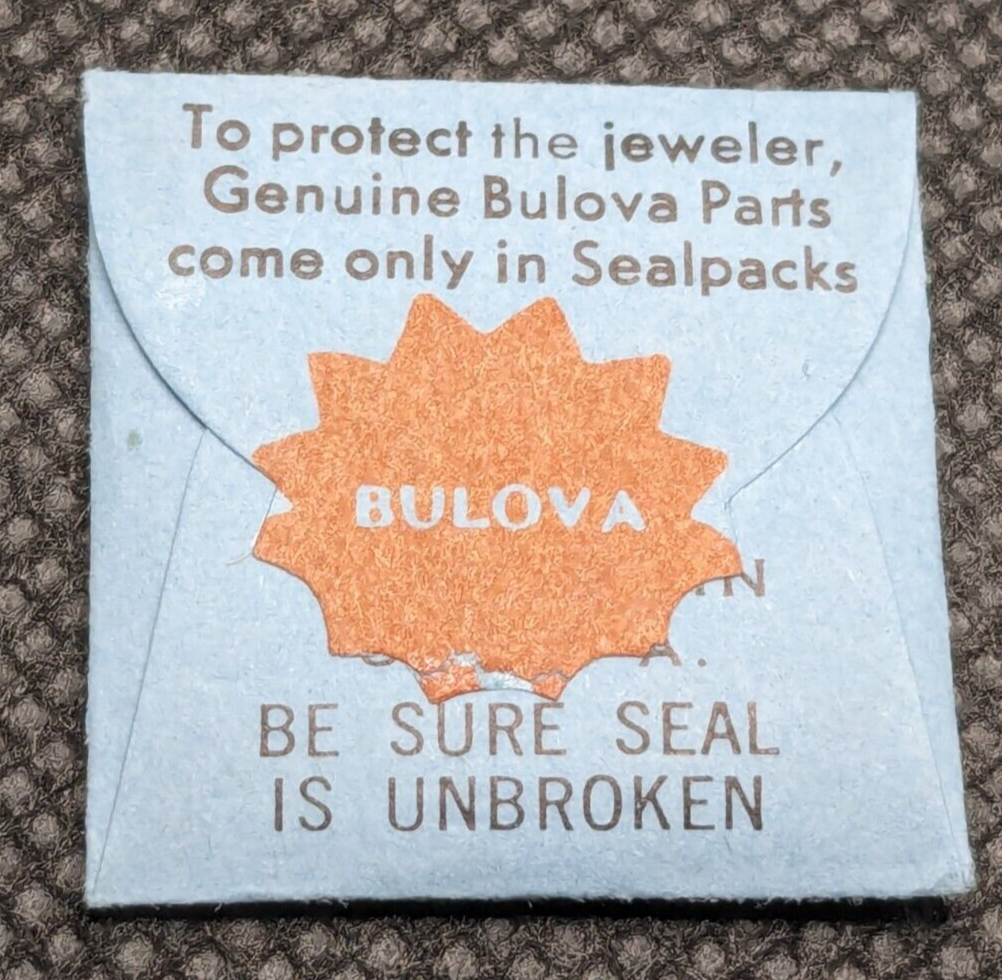 To protect the jeweler,
Genuine Bulova Parts
come only in Sealpacks
BULOVA
BE SURE SEAL
IS UNBROKEN